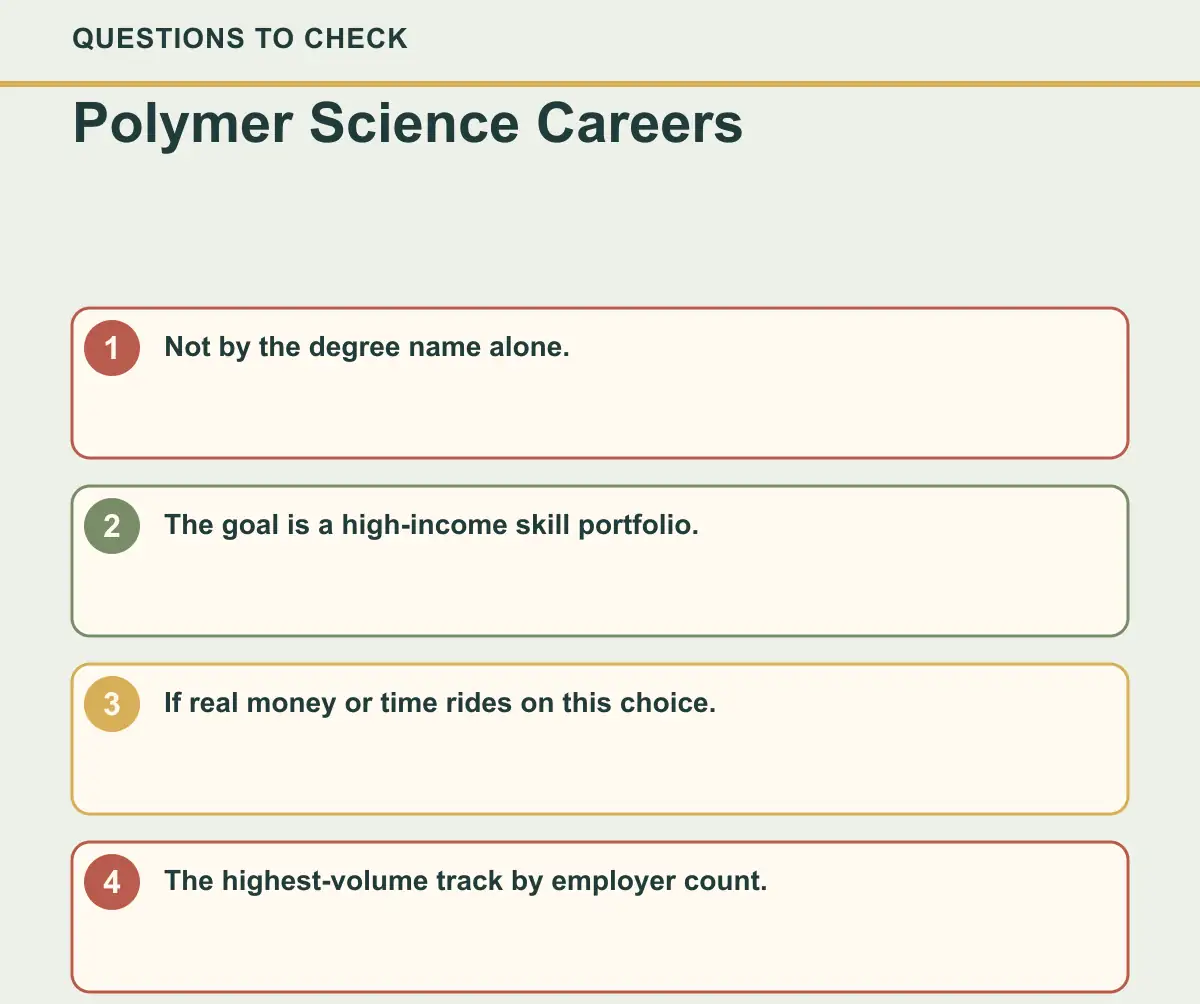 QUESTIONS TO CHECK
Polymer Science Careers
1
Not by the degree name alone.
2
The goal is a high-income skill portfolio.
3
If real money or time rides on this choice.
4
The highest-volume track by employer count.